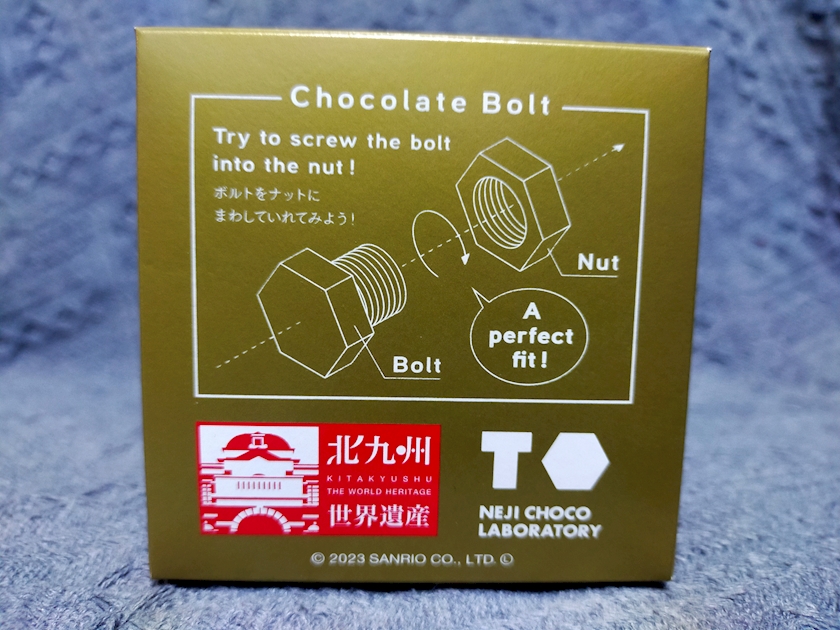 Chocolate Bolt
Try to screw the bolt
into the nut!
ボルトをナットに
まわしていれてみよう!
Nut
A
perfect
fit!
Bolt
北九州
KITAKYUSHU
THE WORLD HERITAGE
世界遺産
NEJI CHOCO
LABORATORY
© 2023 SANRIO CO., LTD. Ⓛ